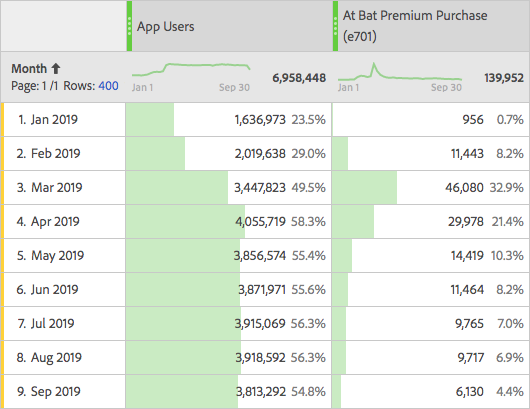 App Users
At Bat Premium Purchase
(e701)
Month ↑
Page: 1 /1 Rows: 400
Jan 1 Sep 30 6,958,448
Jan 1 Sep 30 139,952
1. Jan 2019 1,636,973 23.5% 956 0.7%
2. Feb 2019 2,019,638 29.0% 11,443 8.2%
3. Mar 2019 3,447,823 49.5% 46,080 32.9%
4. Apr 2019 4,055,719 58.3% 29,978 21.4%
5. May 2019 3,856,574 55.4% 14,419 10.3%
6. Jun 2019 3,871,971 55.6% 11,464 8.2%
7. Jul 2019 3,915,069 56.3% 9,765 7.0%
8. Aug 2019 3,918,592 56.3% 9,717 6.9%
9. Sep 2019 3,813,292 54.8% 6,130 4.4%